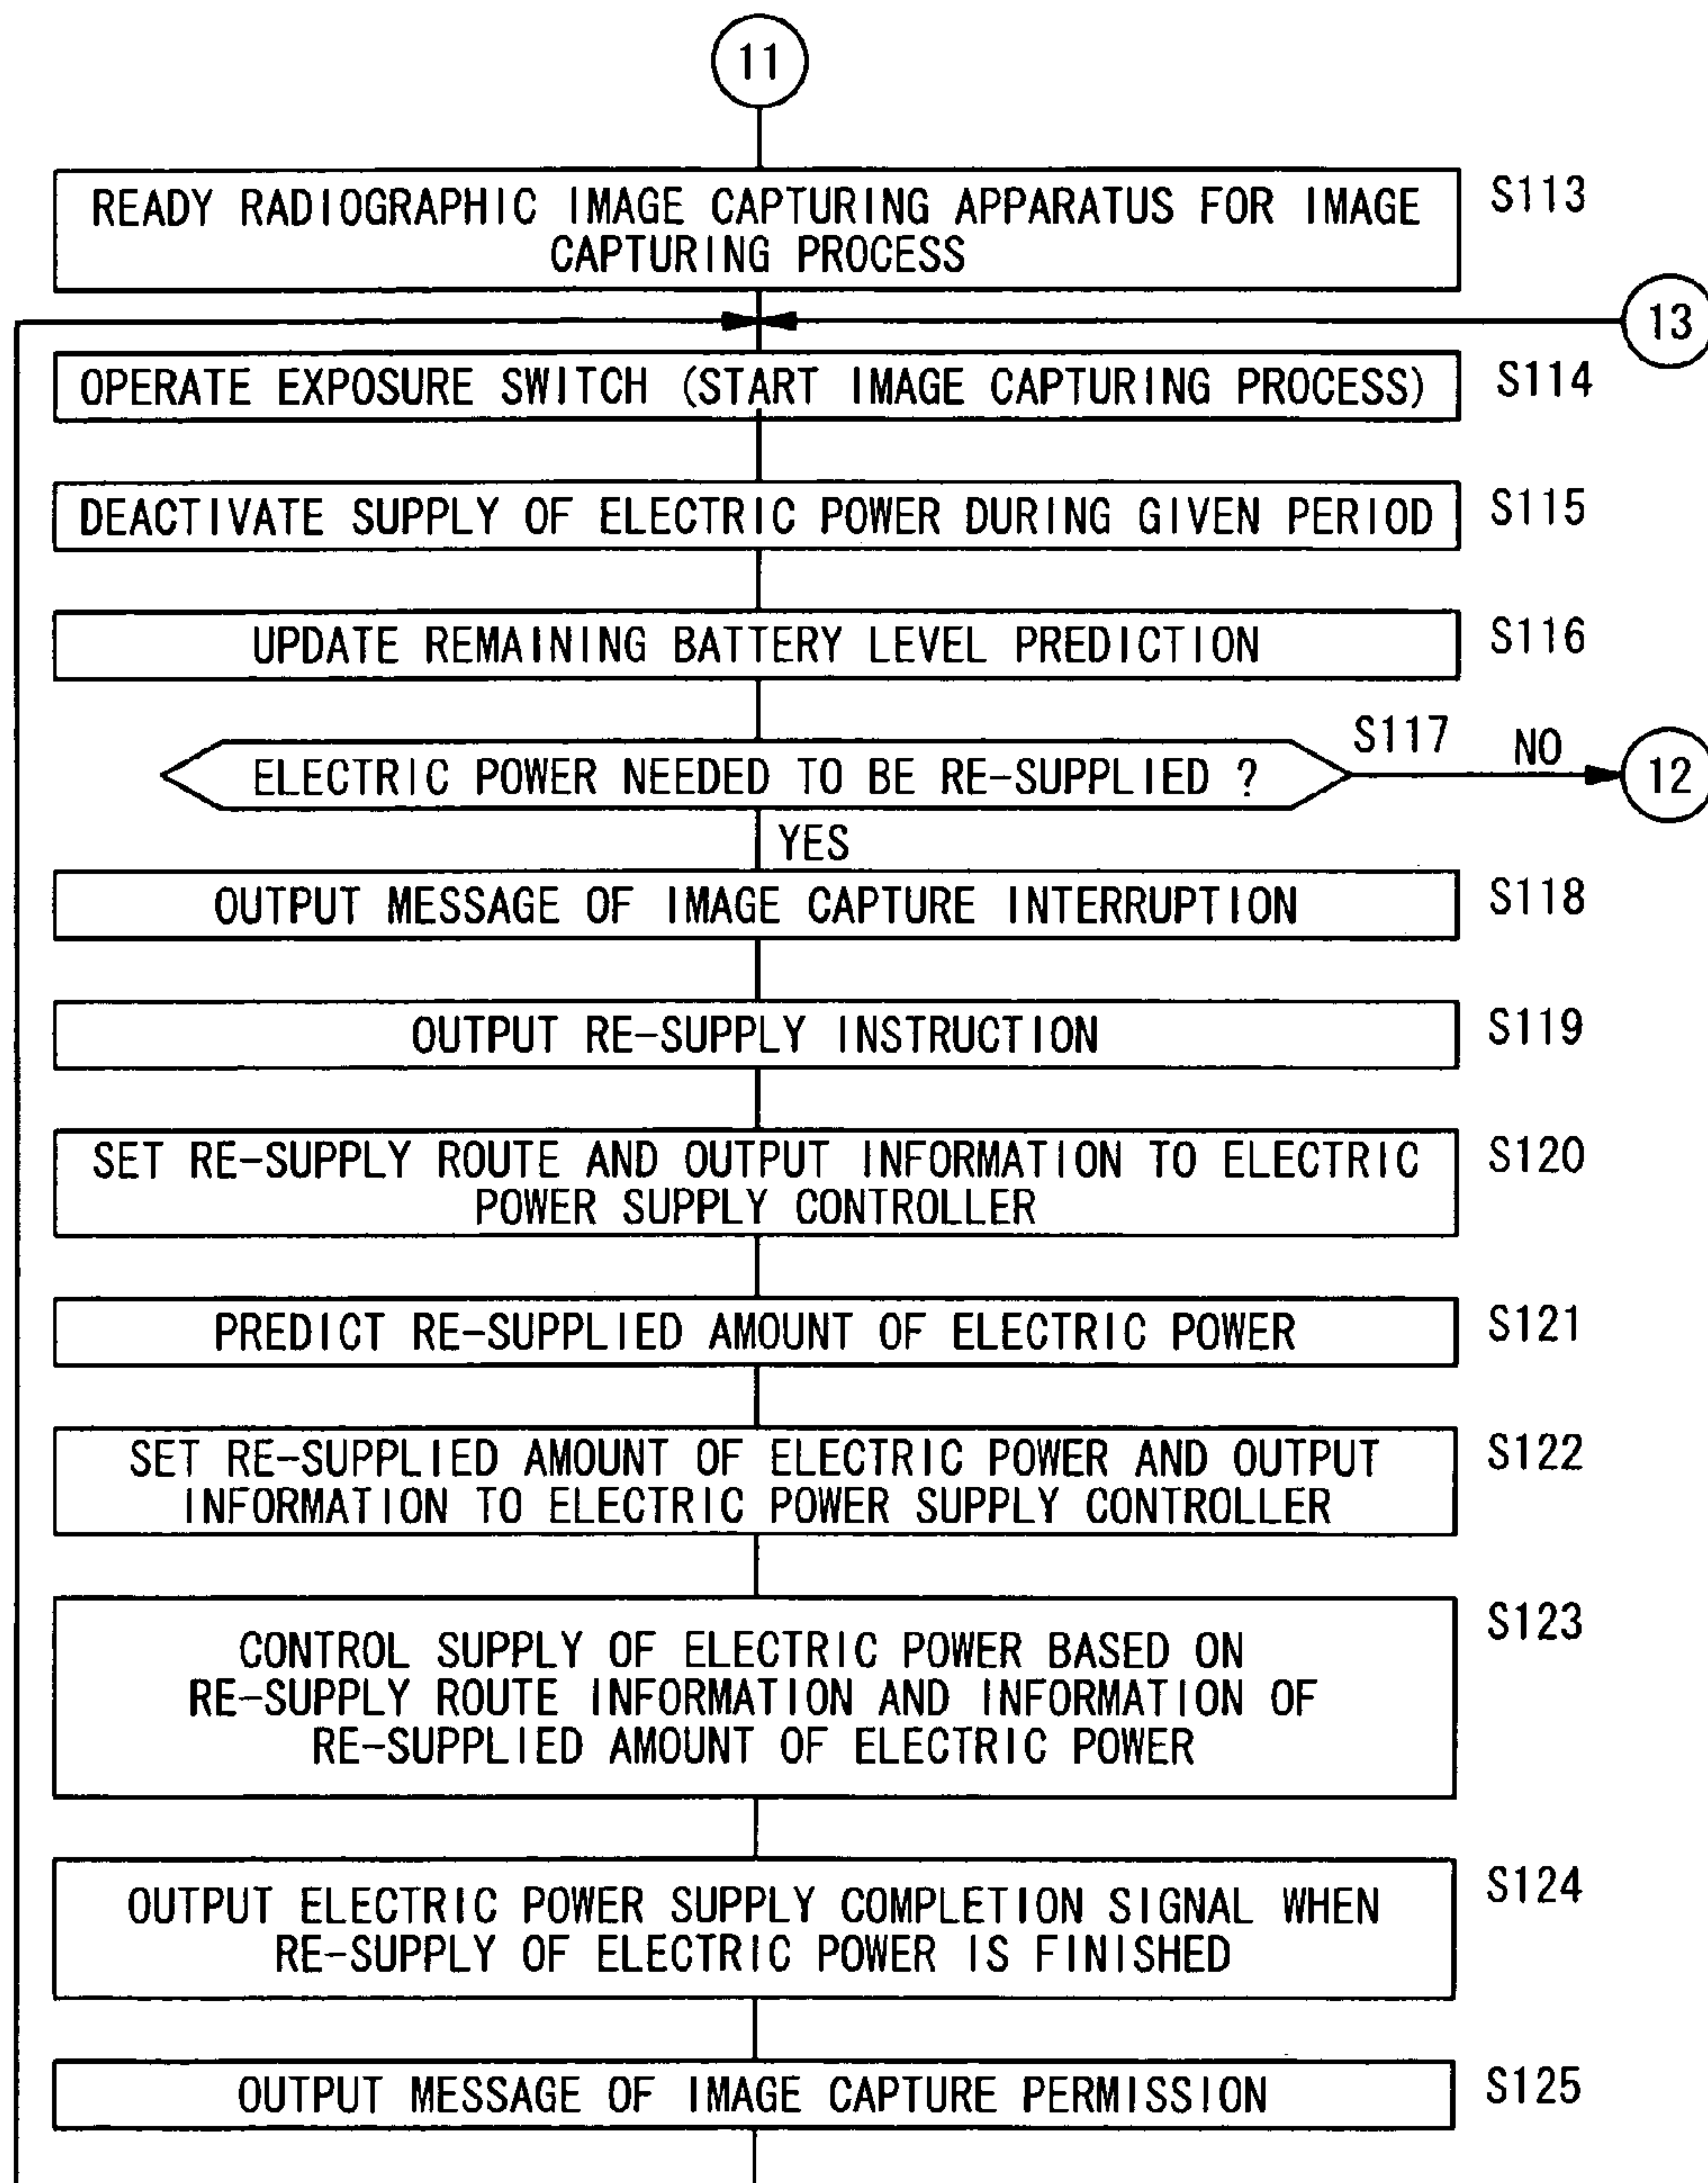 11
READY RADIOGRAPHIC IMAGE CAPTURING APPARATUS FOR IMAGE
CAPTURING PROCESS
S113
13
OPERATE EXPOSURE SWITCH (START IMAGE CAPTURING PROCESS)
S114
DEACTIVATE SUPPLY OF ELECTRIC POWER DURING GIVEN PERIOD
S115
UPDATE REMAINING BATTERY LEVEL PREDICTION
S116
ELECTRIC POWER NEEDED TO BE RE-SUPPLIED ?
S117
NO
12
YES
OUTPUT MESSAGE OF IMAGE CAPTURE INTERRUPTION
S118
OUTPUT RE-SUPPLY INSTRUCTION
S119
SET RE-SUPPLY ROUTE AND OUTPUT INFORMATION TO ELECTRIC
POWER SUPPLY CONTROLLER
S120
PREDICT RE-SUPPLIED AMOUNT OF ELECTRIC POWER
S121
SET RE-SUPPLIED AMOUNT OF ELECTRIC POWER AND OUTPUT
INFORMATION TO ELECTRIC POWER SUPPLY CONTROLLER
S122
CONTROL SUPPLY OF ELECTRIC POWER BASED ON
RE-SUPPLY ROUTE INFORMATION AND INFORMATION OF
RE-SUPPLIED AMOUNT OF ELECTRIC POWER
S123
OUTPUT ELECTRIC POWER SUPPLY COMPLETION SIGNAL WHEN
RE-SUPPLY OF ELECTRIC POWER IS FINISHED
S124
OUTPUT MESSAGE OF IMAGE CAPTURE PERMISSION
S125